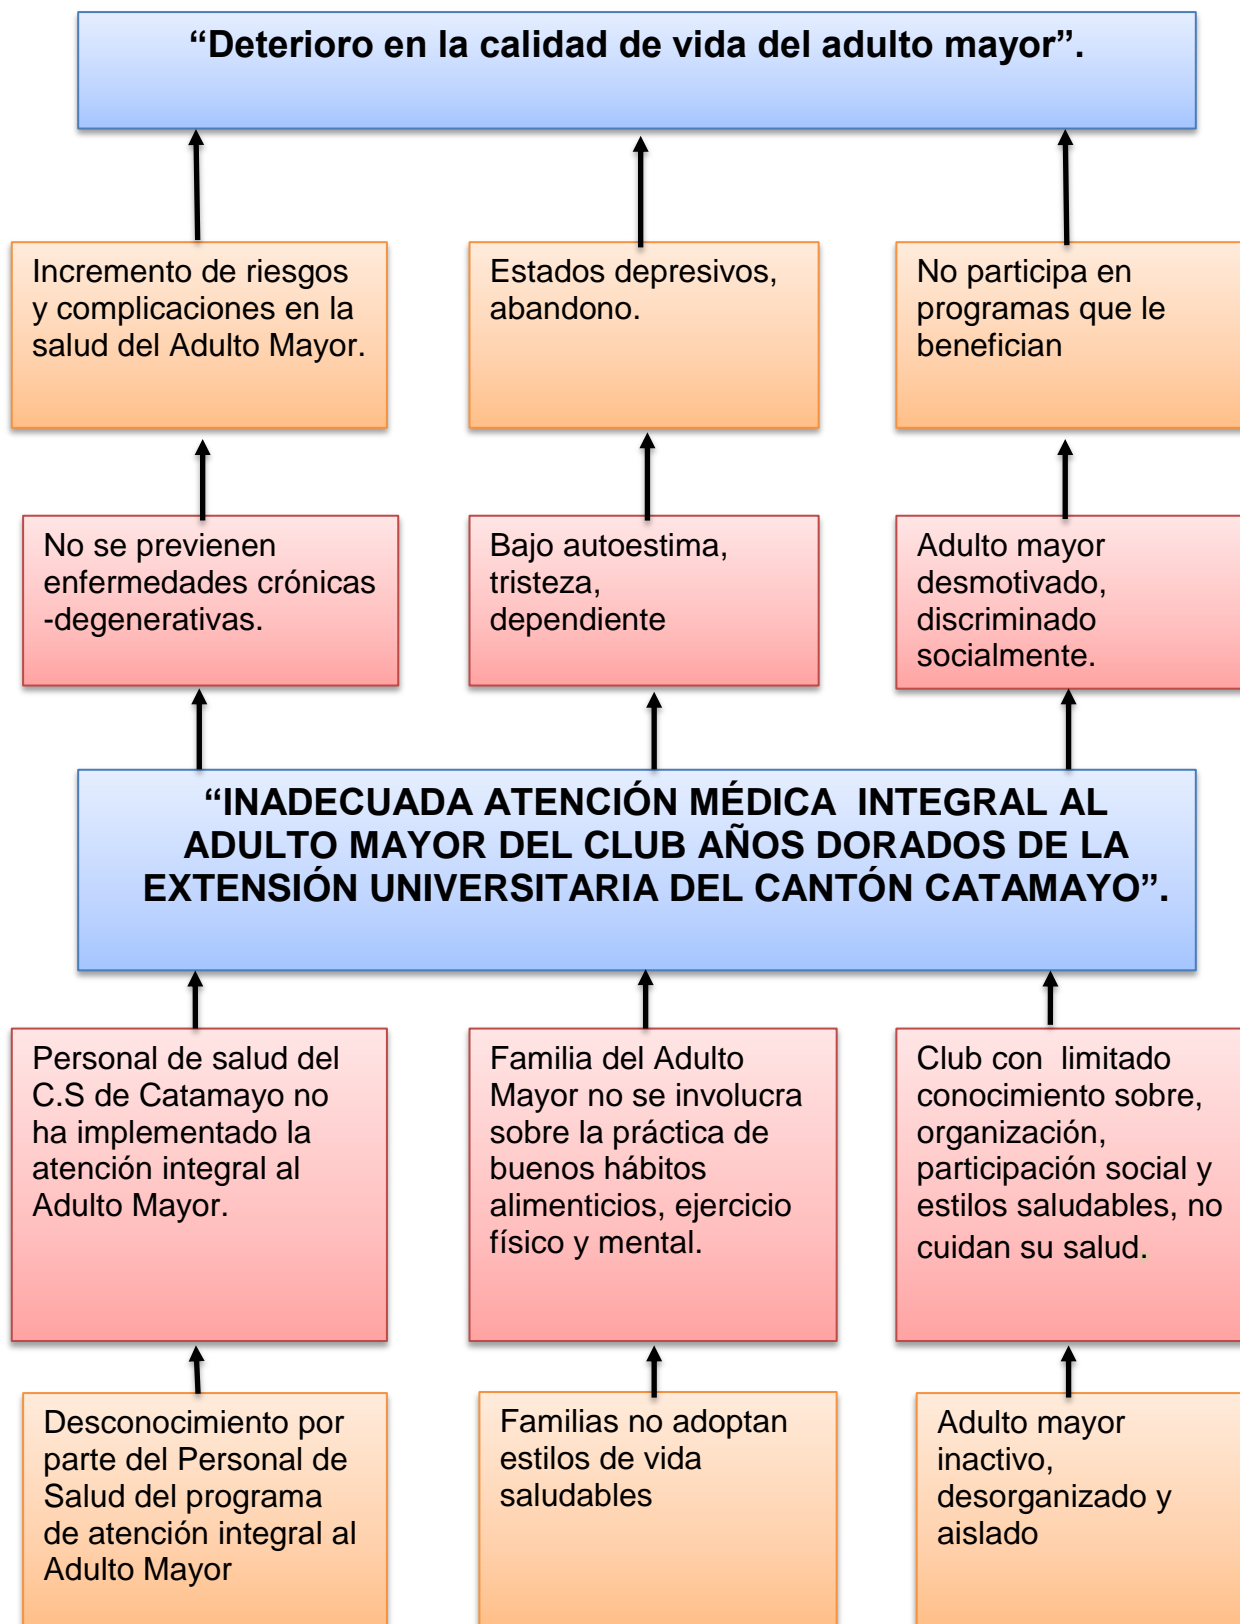 “Deterioro en la calidad de vida del adulto mayor”.
Incremento de riesgos
y complicaciones en la
salud del Adulto Mayor.
Estados depresivos,
abandono.
No participa en
programas que le
benefician
No se previenen
enfermedades crónicas
-degenerativas.
Bajo autoestima,
tristeza,
dependiente
Adulto mayor
desmotivado,
discriminado
socialmente.
“INADECUADA ATENCIÓN MÉDICA  INTEGRAL AL
ADULTO MAYOR DEL CLUB AÑOS DORADOS DE LA
EXTENSIÓN UNIVERSITARIA DEL CANTÓN CATAMAYO”.
Personal de salud del
C.S de Catamayo no
ha implementado la
atención integral al
Adulto Mayor.
Familia del Adulto
Mayor no se involucra
sobre la práctica de
buenos hábitos
alimenticios, ejercicio
físico y mental.
Club con  limitado
conocimiento sobre,
organización,
participación social y
estilos saludables, no
cuidan su salud.
Desconocimiento por
parte del Personal de
Salud del programa
de atención integral al
Adulto Mayor
Familias no adoptan
estilos de vida
saludables
Adulto mayor
inactivo,
desorganizado y
aislado